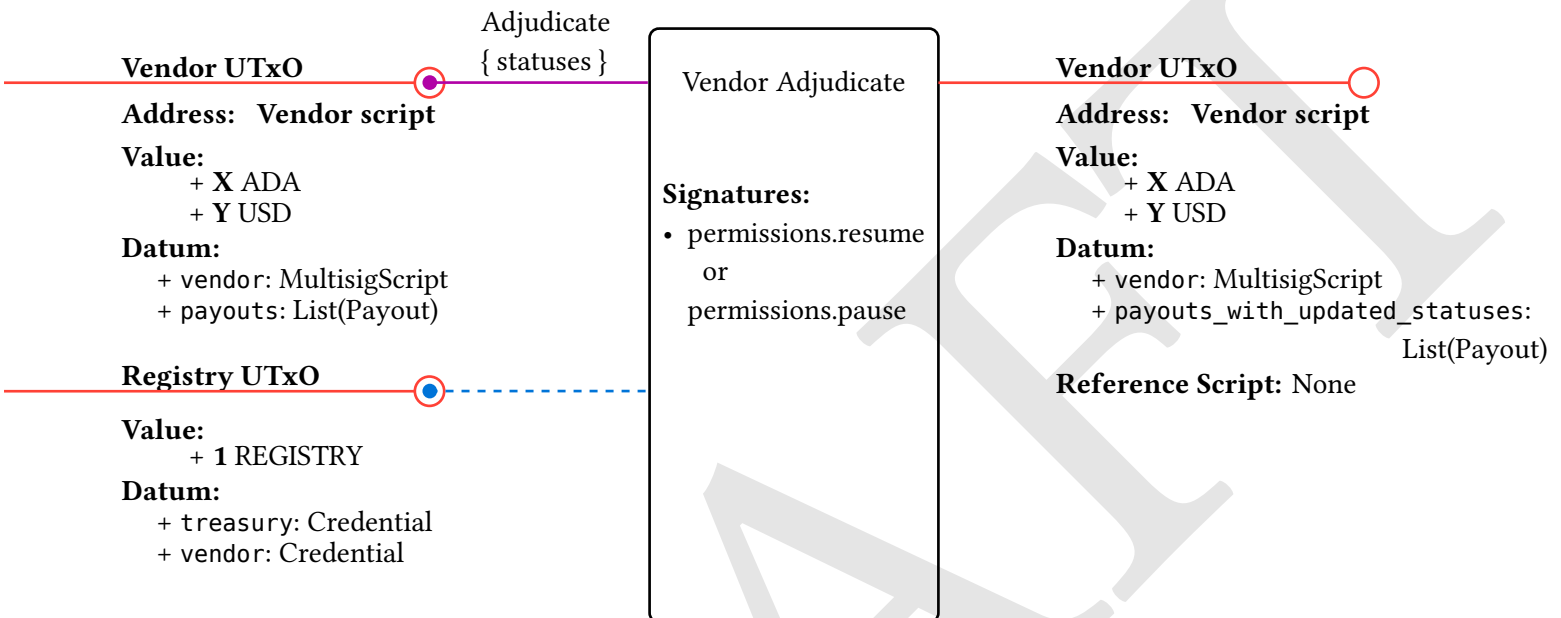 Adjudicate
{ statuses }
Vendor UTxO
Address: Vendor script
Value:
+ X ADA
+ Y USD
Datum:
+ vendor: MultisigScript
+ payouts: List(Payout)
Registry UTxO
Value:
+ 1 REGISTRY
Datum:
+ treasury: Credential
+ vendor: Credential
Vendor Adjudicate
Signatures:
• permissions.resume
or
permissions.pause
Vendor UTxO
Address: Vendor script
Value:
+ X ADA
+ Y USD
Datum:
+ vendor: MultisigScript
+ payouts_with_updated_statuses:
List(Payout)
Reference Script: None